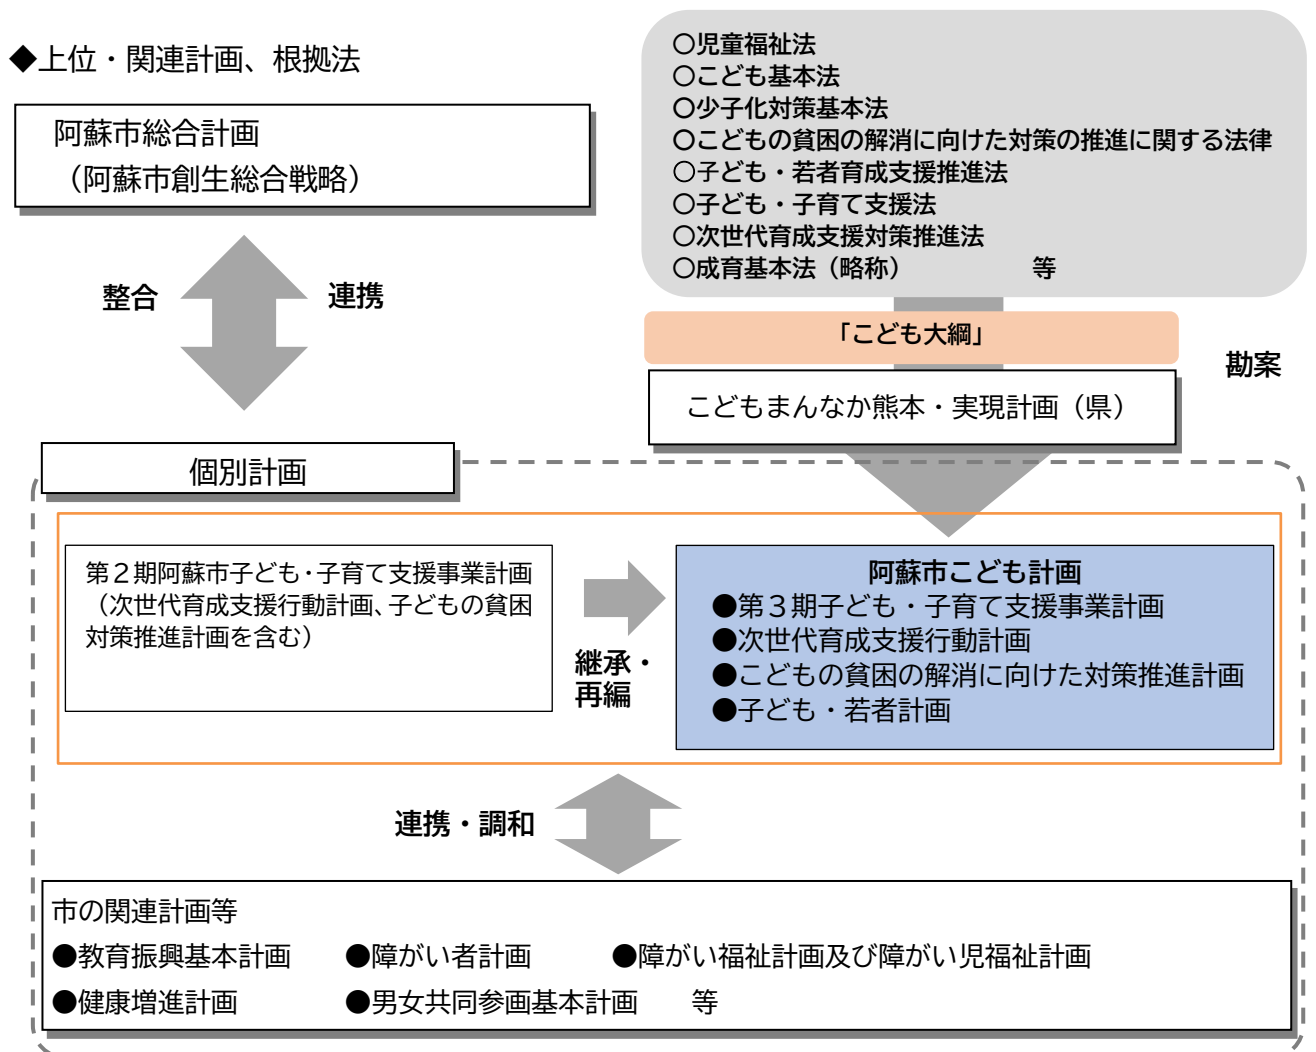 ◆上位・関連計画、根拠法
阿蘇市総合計画
（阿蘇市創生総合戦略）
整合
連携
〇児童福祉法
〇こども基本法
〇少子化対策基本法
〇こどもの貧困の解消に向けた対策の推進に関する法律
〇子ども・若者育成支援推進法
〇子ども・子育て支援法
〇次世代育成支援対策推進法
〇成育基本法（略称）　　　　　等
「こども大綱」
勘案
こどもまんなか熊本・実現計画（県）
個別計画
第２期阿蘇市子ども・子育て支援事業計画
（次世代育成支援行動計画、子どもの貧困
対策推進計画を含む）
継承・
再編
阿蘇市こども計画
●第３期子ども・子育て支援事業計画
●次世代育成支援行動計画
●こどもの貧困の解消に向けた対策推進計画
●子ども・若者計画
連携・調和
市の関連計画等
●教育振興基本計画　　●障がい者計画　　　●障がい福祉計画及び障がい児福祉計画
●健康増進計画　　　　●男女共同参画基本計画　　等